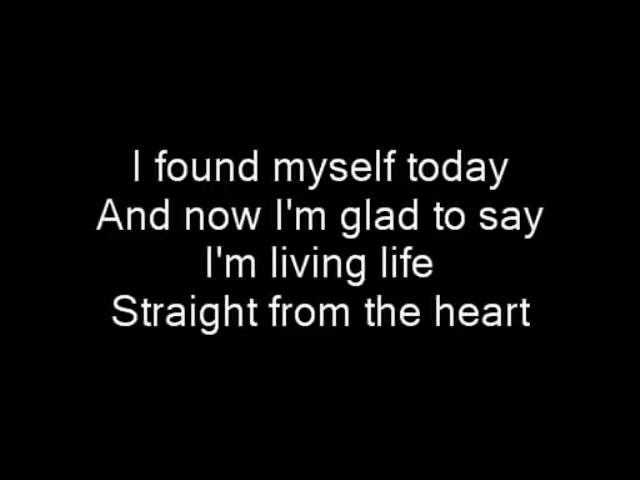 I found myself today
And now I'm glad to say
I'm living life
Straight from the heart